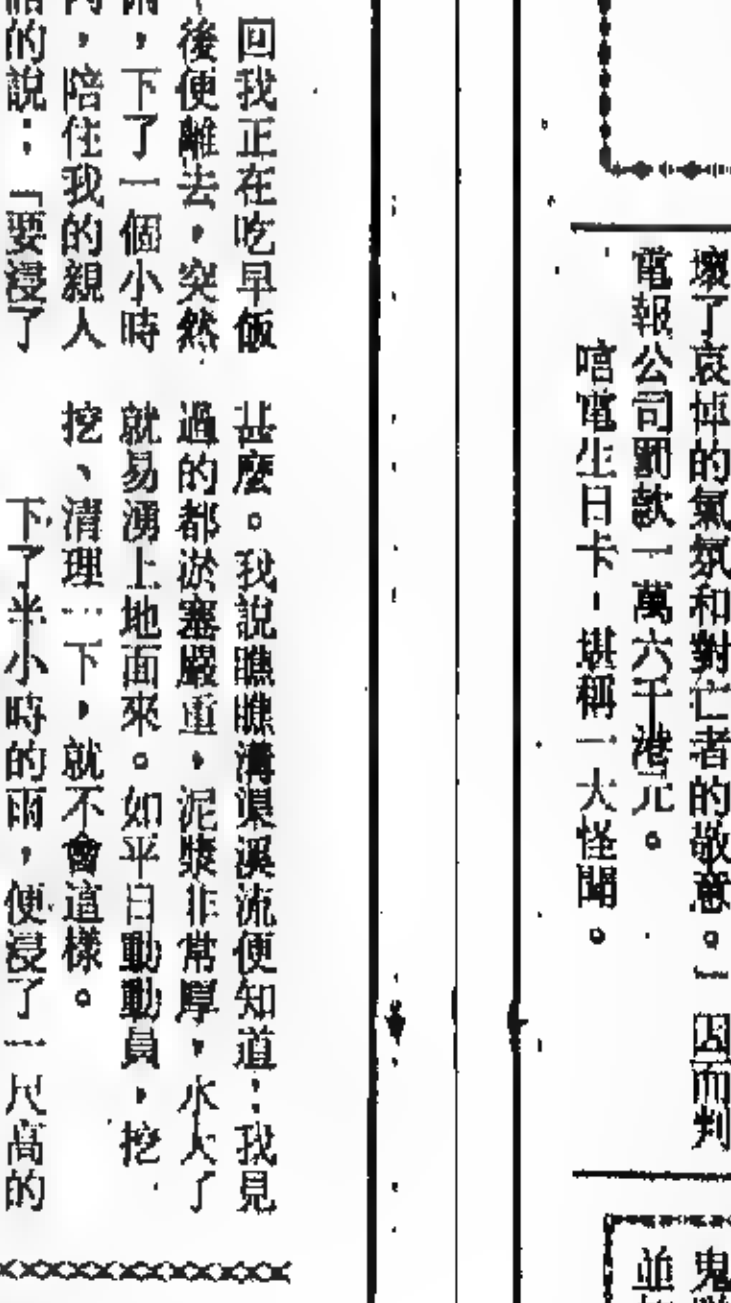 壞了哀悼的氣氛和對亡者的敬意。」因而判
電報公司罰款一萬六千港元。
唁電生日卡，堪稱一大怪聞。
鬼
並
回我正在吃早飯
後便離去，突然
雨，下了一個小時
內，陪住我的親人
的說：「要浸了
甚麼。我說瞧瞧溝渠溪流便知道：我見
過的都淤塞嚴重，泥漿非常厚，水大了
就易湧上地面來。如平日動動員，挖
挖、清理一下，就不會這樣。
下了半小時的雨，便浸了一尺高的